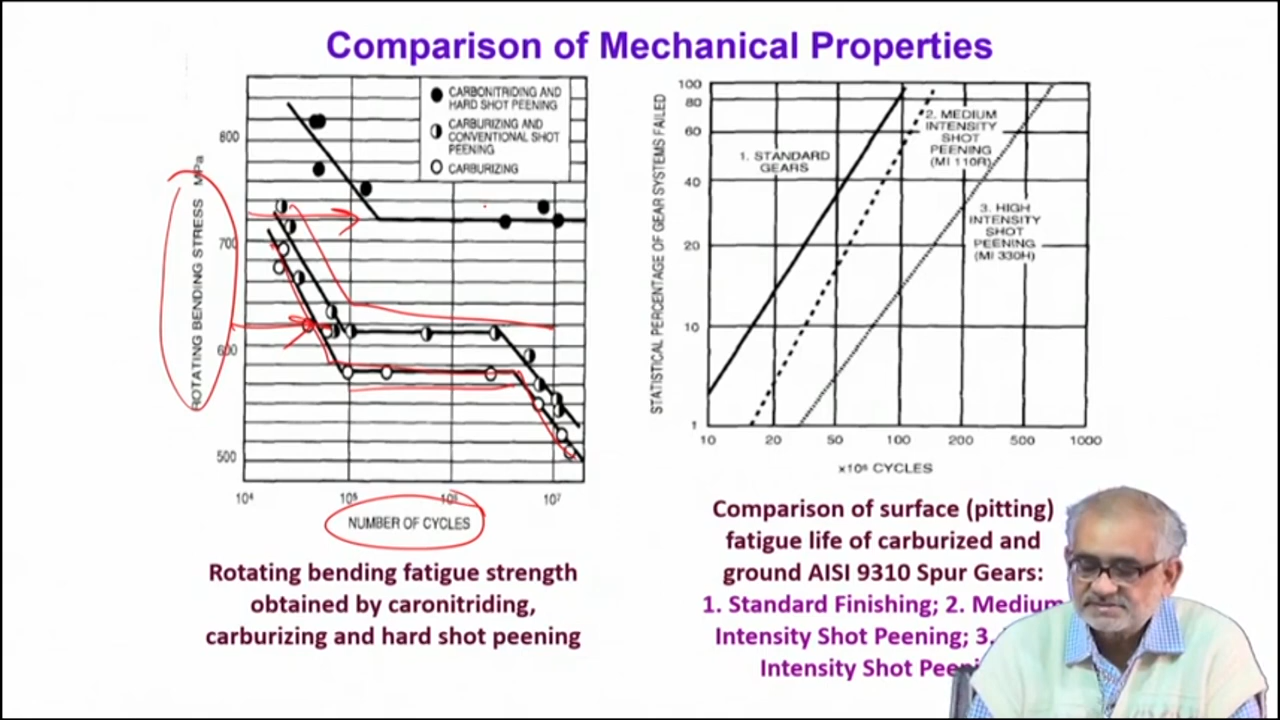 Comparison of Mechanical Properties
CARBONITRIDING AND
HARD SHOT PEENING
CARBURIZING AND
CONVENTIONAL SHOT
PEENING
CARBURIZING
800
700
600
500
ROTATING BENDING STRESS MPa
10⁴
10⁵
10⁶
10⁷
NUMBER OF CYCLES
Rotating bending fatigue strength
obtained by caronitriding,
carburizing and hard shot peening
STATISTICAL PERCENTAGE OF GEAR SYSTEMS FAILED
100
80
60
40
20
10
1
1. STANDARD
GEARS
2. MEDIUM
INTENSITY
SHOT
PEENING
(MI 110R)
3. HIGH
INTENSITY
SHOT
PEENING
(MI 330H)
10 20 50 100 200 500 1000
x10⁶ CYCLES
Comparison of surface (pitting)
fatigue life of carburized and
ground AISI 9310 Spur Gears:
1. Standard Finishing; 2. Medium
Intensity Shot Peening; 3.
Intensity Shot